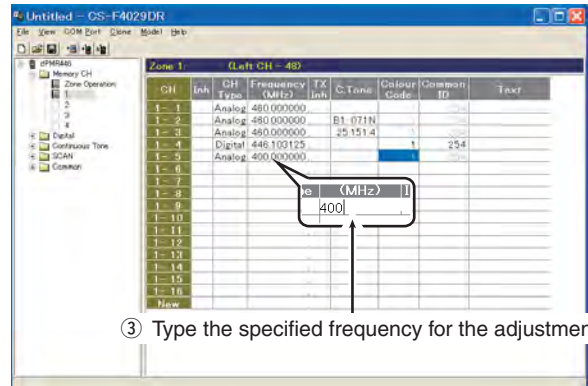 Untitled - CS-F4029DR
File View COM Port Clone Model Help
dPMR446
Memory CH
Zone Operation
1
2
3
4
Digital
Continuous Tone
SCAN
Common
Zone 1: (Left CH - 48)
CH Inh CH Type Frequency (MHz) TX Inh C.Tone Colour Code Common ID Text
1 - 1 Analog 460.000000
1 - 2 Analog 460.000000 B1 071N
1 - 3 Analog 460.000000 25 151.4
1 - 4 Digital 446.103125 1 254
1 - 5 Analog 400.000000 1
1 - 6
1 - 7
1 - 8
1 - 9
1 - 10
1 - 11
1 - 12
1 - 13
1 - 14
1 - 15
1 - 16
New
pe (MHz) I
400
③ Type the specified frequency for the adjustmen